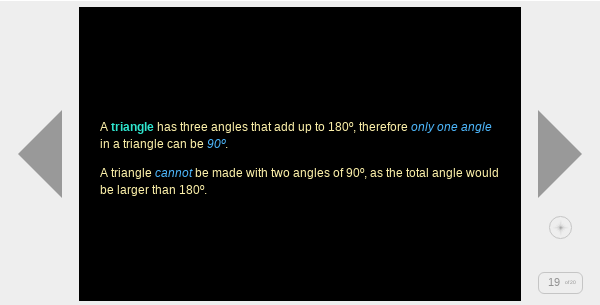 A triangle has three angles that add up to 180º, therefore only one angle
in a triangle can be 90º.
A triangle cannot be made with two angles of 90º, as the total angle would
be larger than 180º.
19